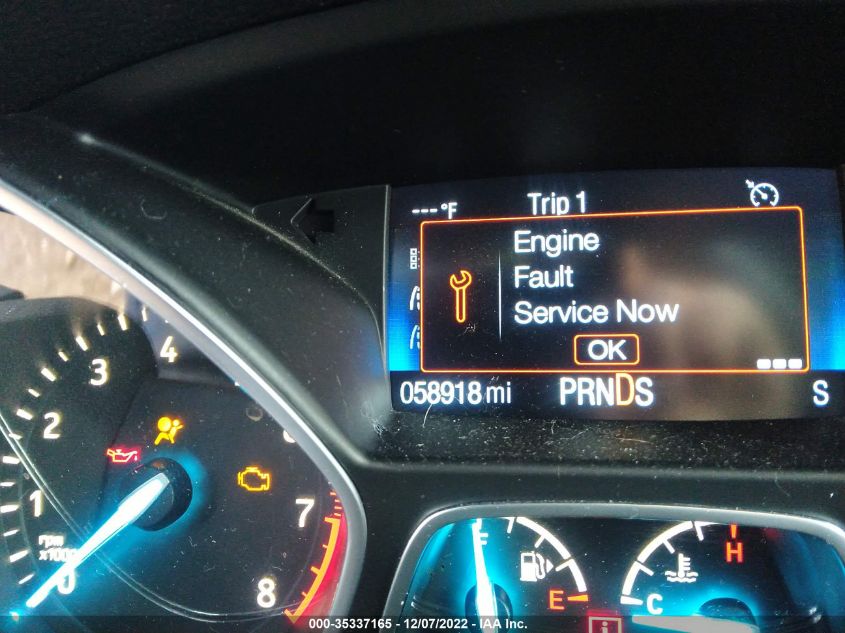 ---°F Trip 1
Engine
Fault
Service Now
OK
058918 mi PRNDS S
4
3
2
1
0
rpm
x1000
6
7
8
F
E
H
C
000-35337165 - 12/07/2022 - IAA Inc.